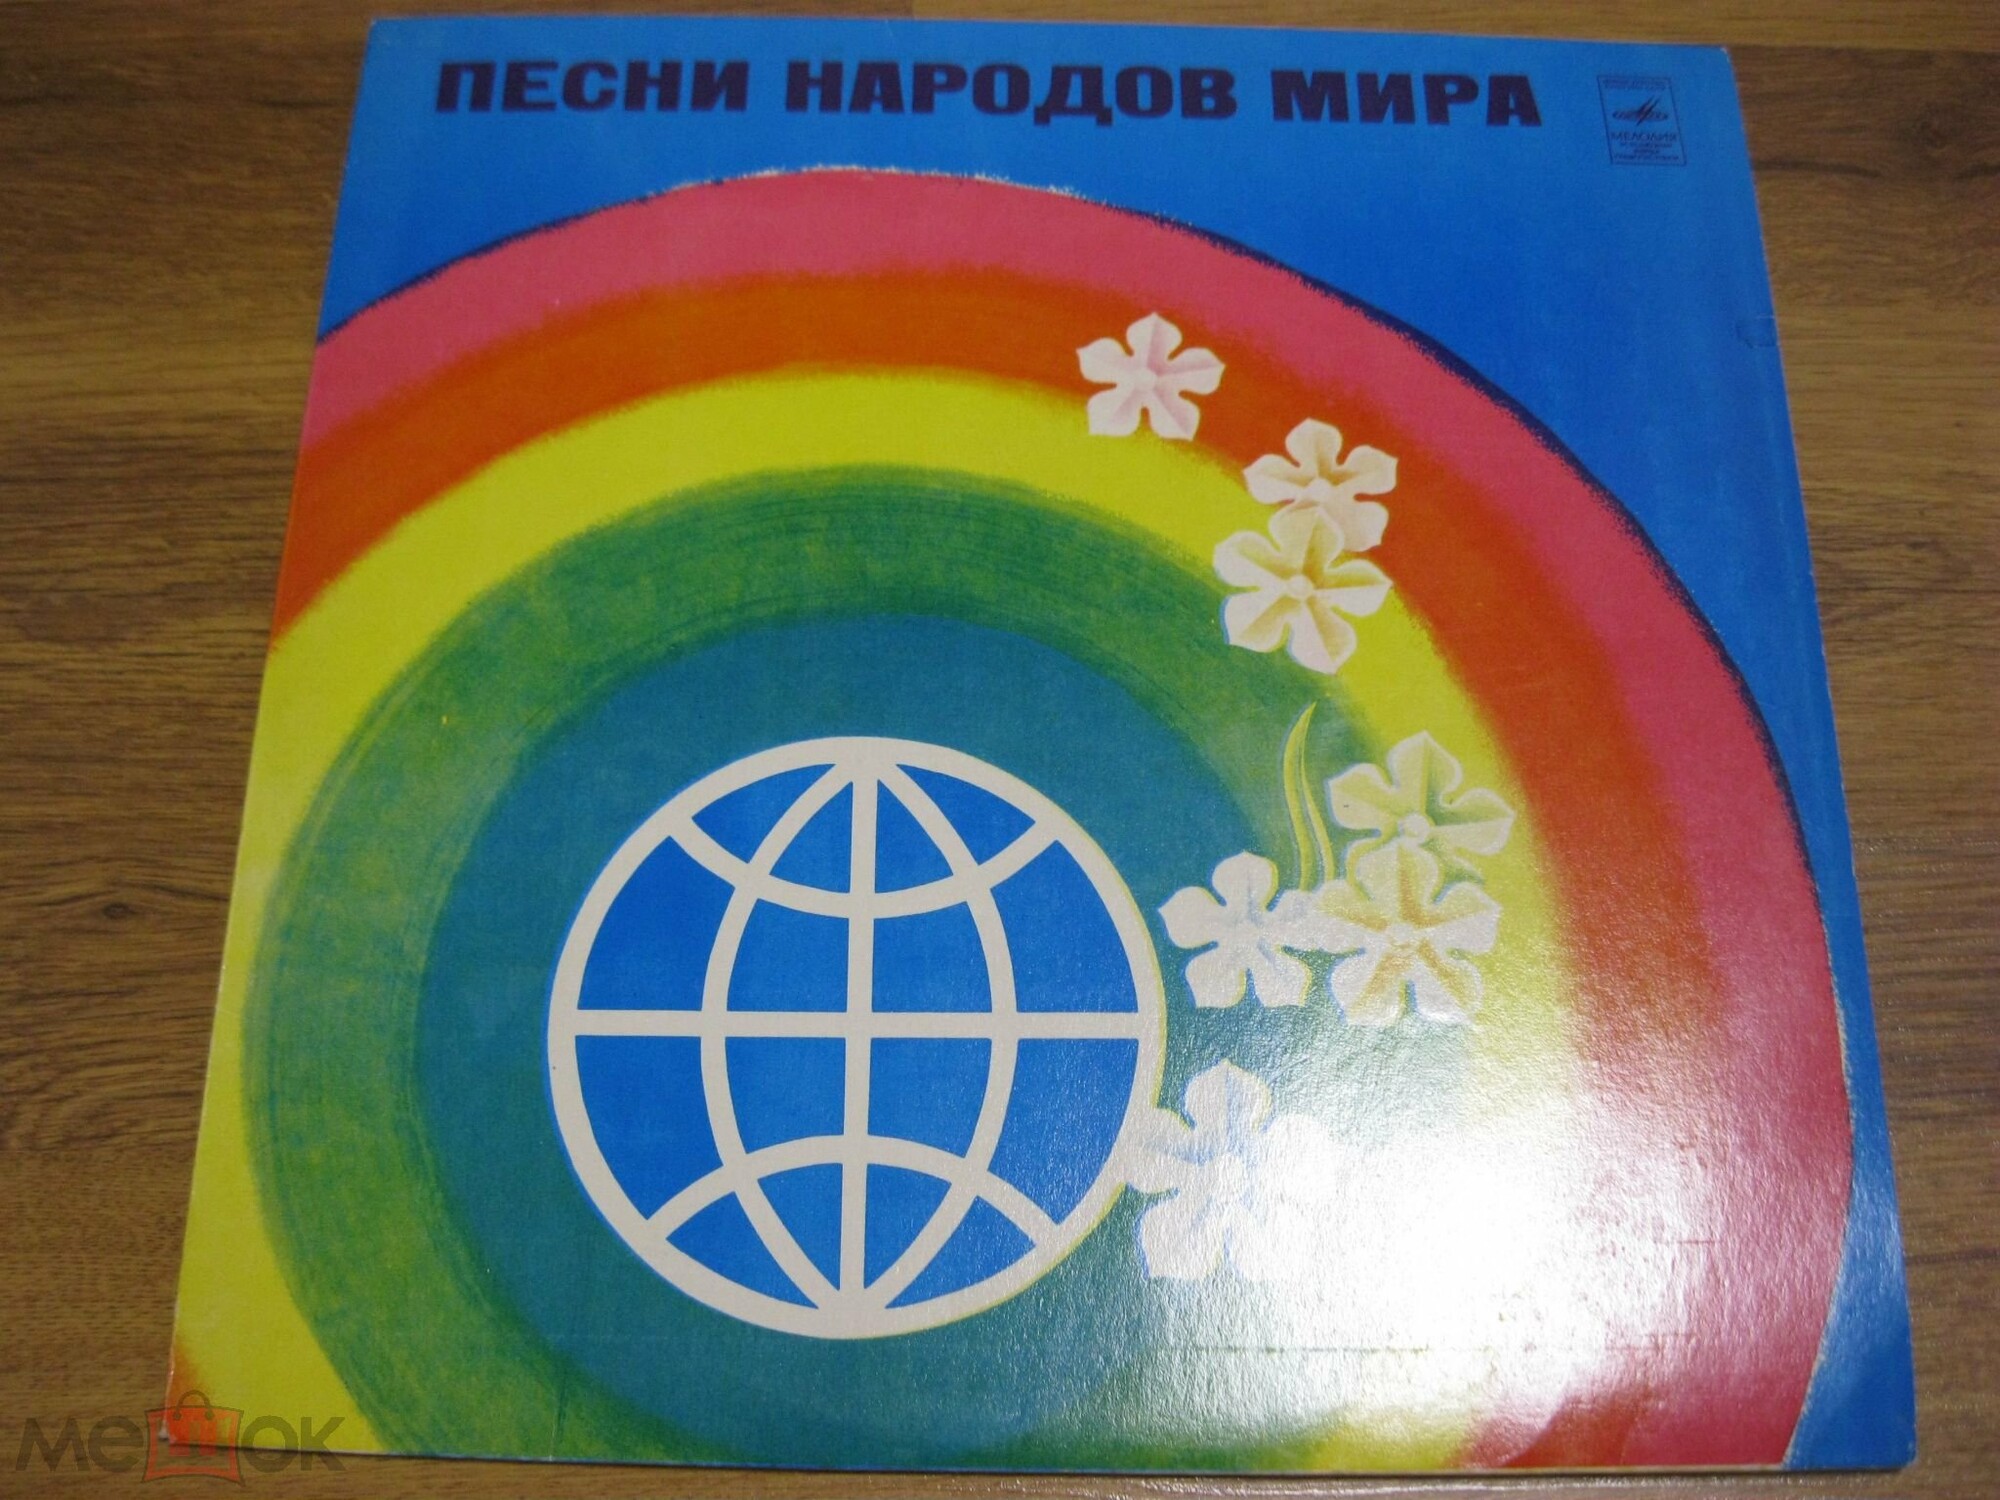 ПЕСНИ НАРОДОВ МИРА
МЕЛОДИЯ
мешок